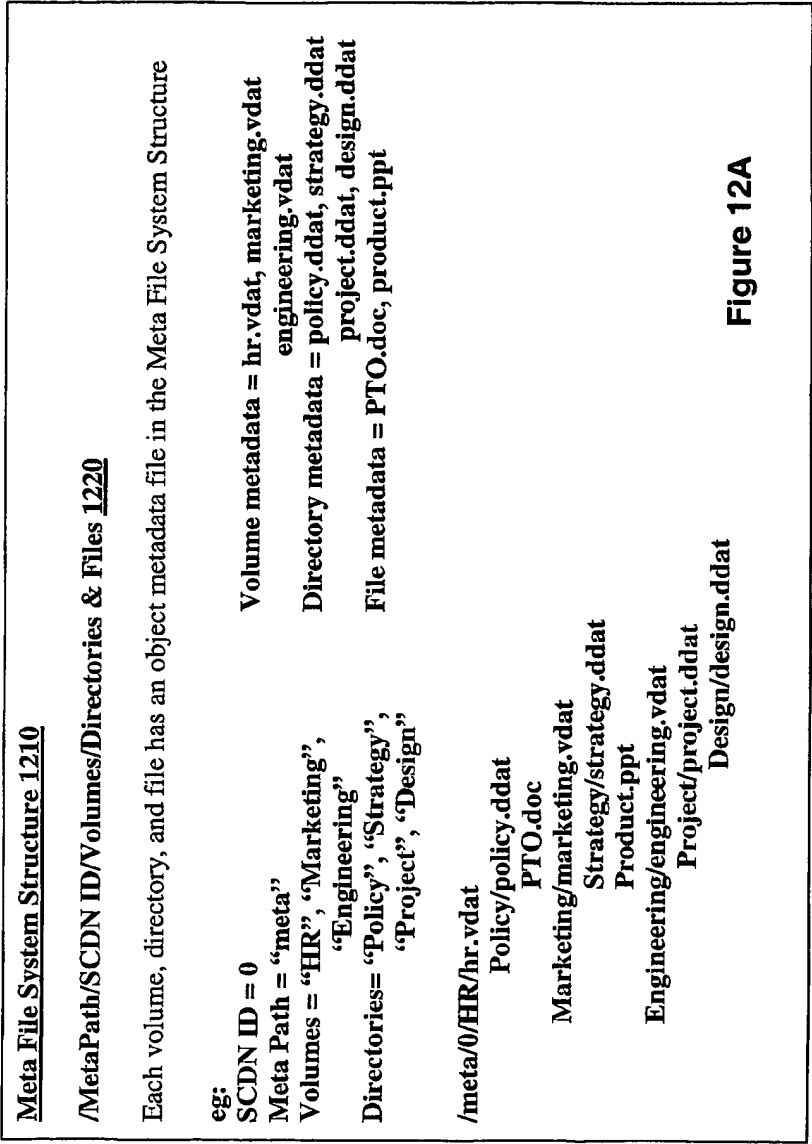 Meta File System Structure 1210
/MetaPath/SCDN ID/Volumes/Directories & Files 1220
Each volume, directory, and file has an object metadata file in the Meta File System Structure
eg:
SCDN ID = 0
Meta Path = “meta”
Volumes = “HR”, “Marketing”,
“Engineering”
Directories= “Policy”, “Strategy”,
“Project”, “Design”
Volume metadata = hr.vdat, marketing.vdat
engineering.vdat
Directory metadata = policy.ddat, strategy.ddat
project.ddat, design.ddat
File metadata = PTO.doc, product.ppt
/meta/0/HR/hr.vdat
Policy/policy.ddat
PTO.doc
Marketing/marketing.vdat
Strategy/strategy.ddat
Product.ppt
Engineering/engineering.vdat
Project/project.ddat
Design/design.ddat
Figure 12A